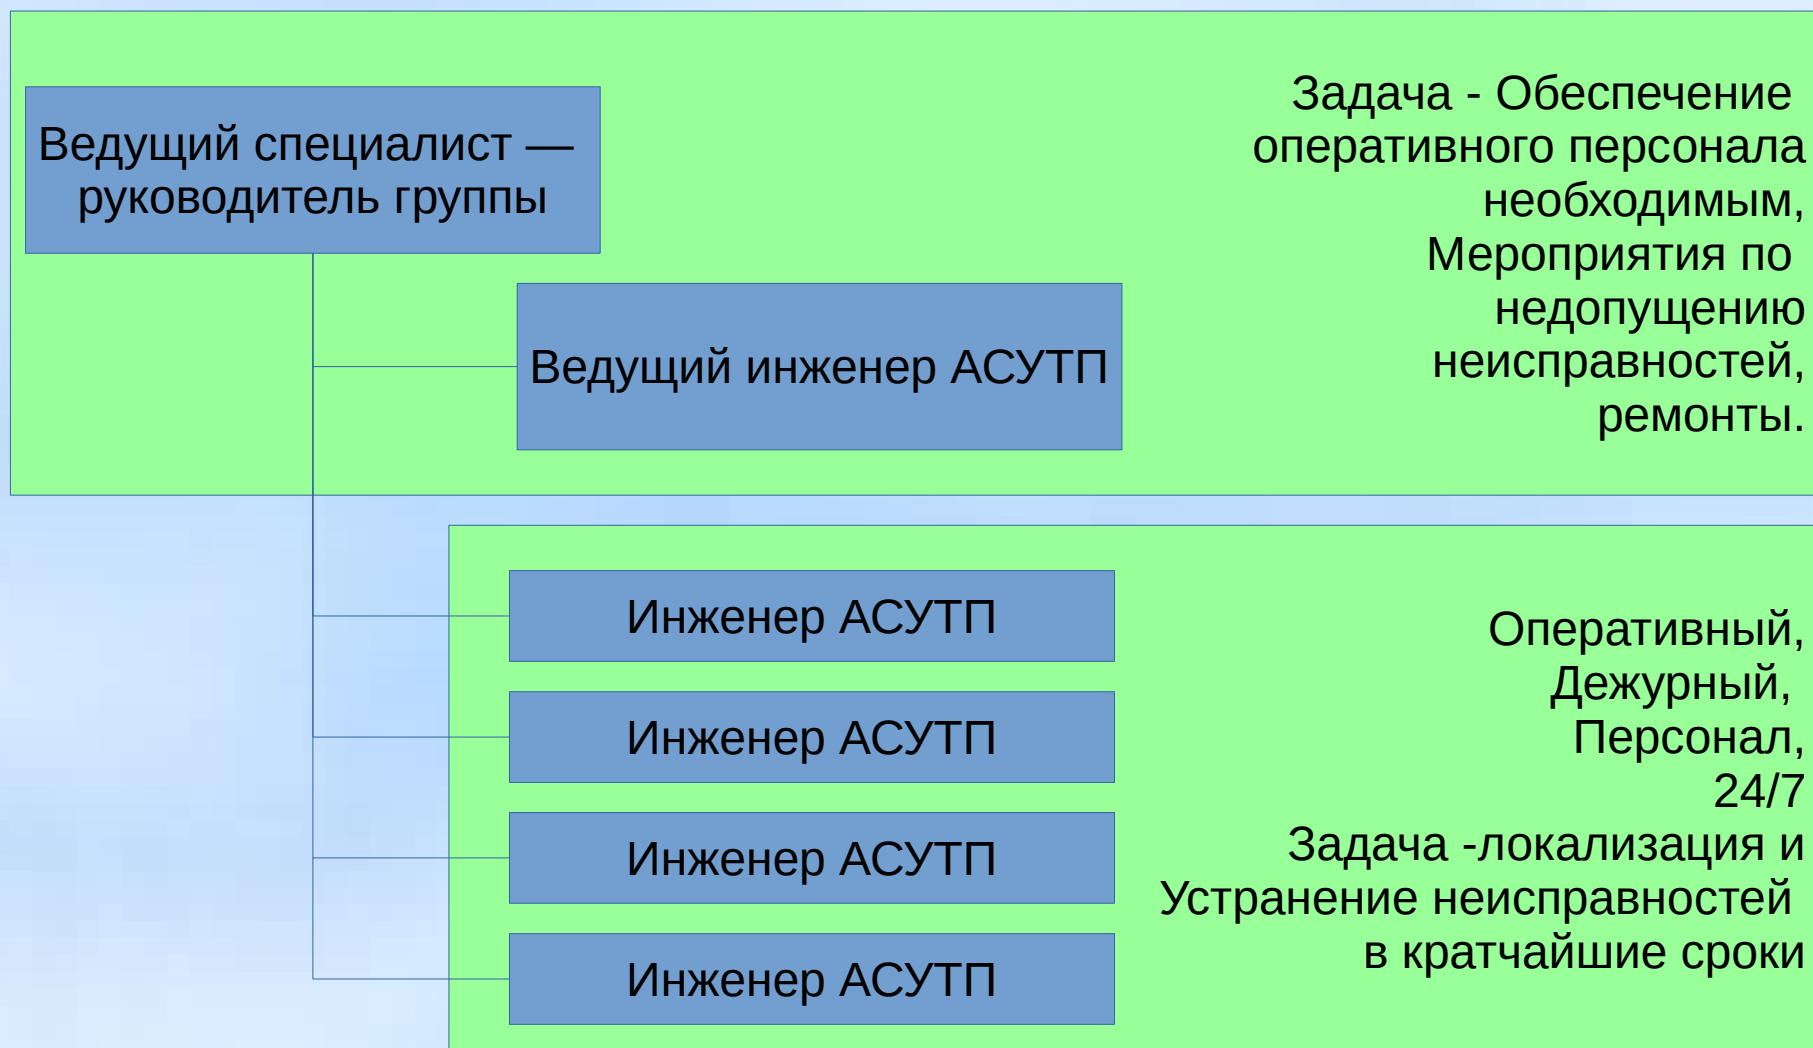 Ведущий специалист —
руководитель группы
Ведущий инженер АСУТП
Задача - Обеспечение
оперативного персонала
необходимым,
Мероприятия по
недопущению
неисправностей,
ремонты.
Инженер АСУТП
Инженер АСУТП
Инженер АСУТП
Инженер АСУТП
Оперативный,
Дежурный,
Персонал,
24/7
Задача -локализация и
Устранение неисправностей
в кратчайшие сроки